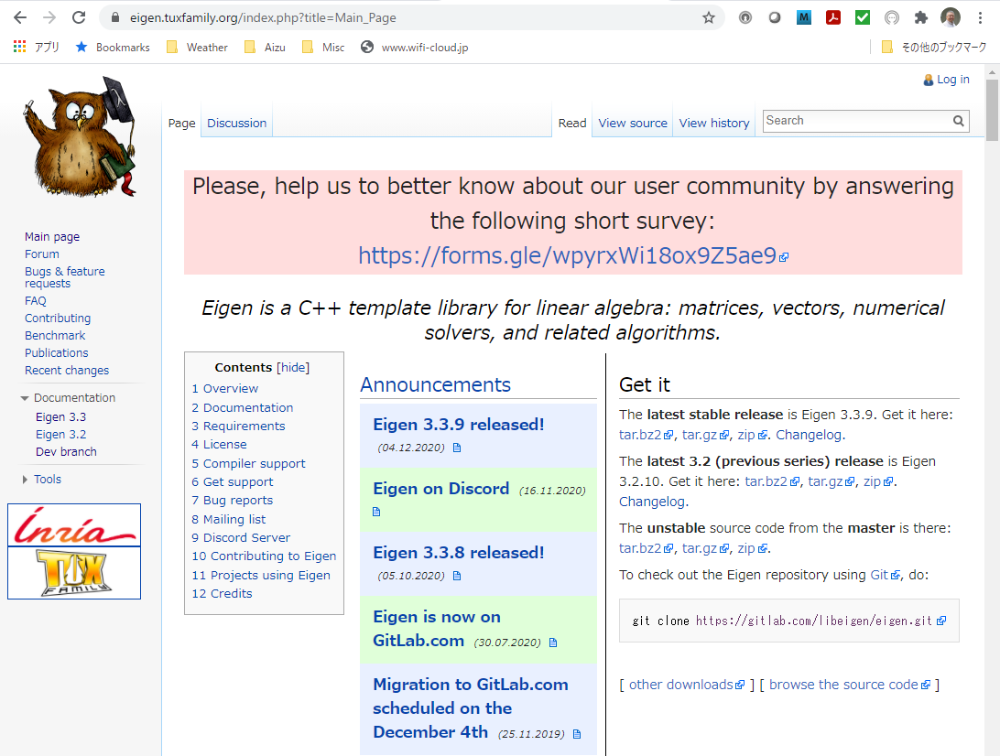 eigen.tuxfamily.org/index.php?title=Main_Page
アプリ Bookmarks Weather Aizu Misc www.wifi-cloud.jp その他のブックマーク
Log in
Page Discussion Read View source View history Search
Please, help us to better know about our user community by answering
the following short survey:
https://forms.gle/wpyrxWi18ox9Z5ae9
Eigen is a C++ template library for linear algebra: matrices, vectors, numerical
solvers, and related algorithms.
Main page
Forum
Bugs & feature
requests
FAQ
Contributing
Benchmark
Publications
Recent changes
Documentation
Eigen 3.3
Eigen 3.2
Dev branch
Tools
Inria
TUX
FAMILY
Contents [hide]
1 Overview
2 Documentation
3 Requirements
4 License
5 Compiler support
6 Get support
7 Bug reports
8 Mailing list
9 Discord Server
10 Contributing to Eigen
11 Projects using Eigen
12 Credits
Announcements
Eigen 3.3.9 released!
(04.12.2020)
Eigen on Discord (16.11.2020)
Eigen 3.3.8 released!
(05.10.2020)
Eigen is now on
GitLab.com (30.07.2020)
Migration to GitLab.com
scheduled on the
December 4th (25.11.2019)
Get it
The latest stable release is Eigen 3.3.9. Get it here:
tar.bz2, tar.gz, zip. Changelog.
The latest 3.2 (previous series) release is Eigen
3.2.10. Get it here: tar.bz2, tar.gz, zip.
Changelog.
The unstable source code from the master is there:
tar.bz2, tar.gz, zip.
To check out the Eigen repository using Git, do:
git clone https://gitlab.com/libeigen/eigen.git
[ other downloads ] [ browse the source code ]